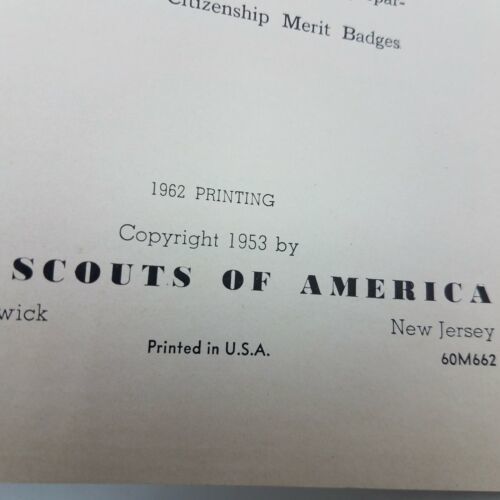 Citizenship Merit Badges
1962 PRINTING
Copyright 1953 by
SCOUTS OF AMERICA
wick New Jersey
Printed in U.S.A. 60M662